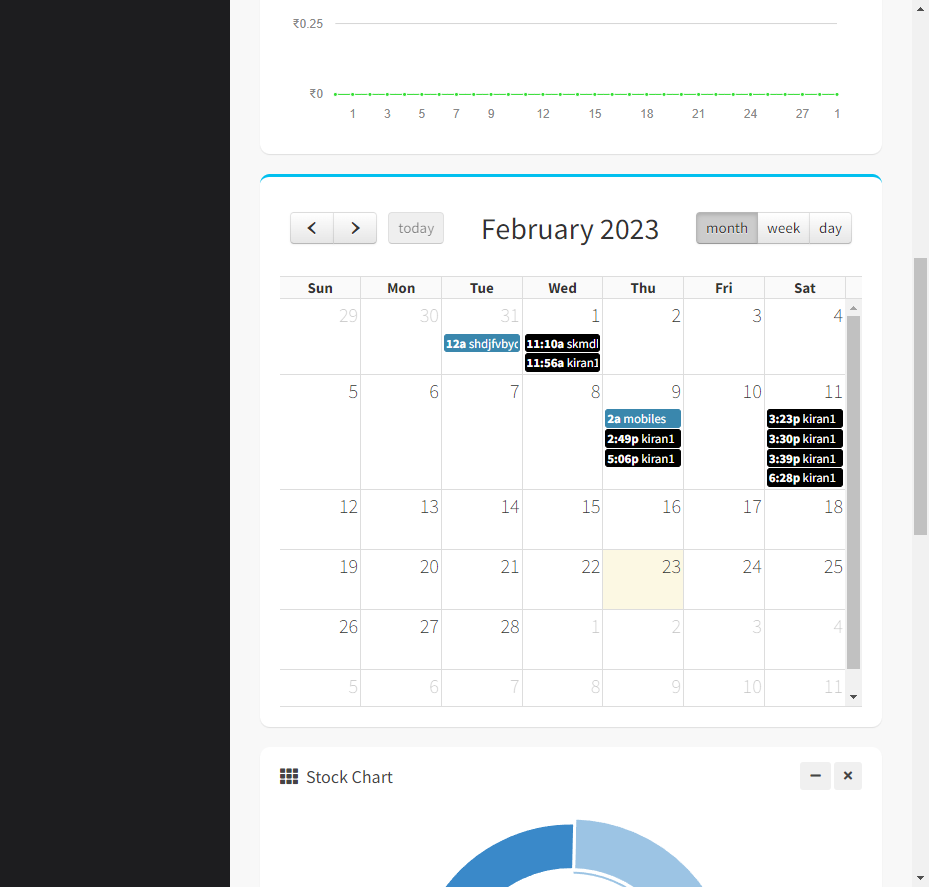 ₹0.25
₹0
1 3 5 7 9 12 15 18 21 24 27 1
today February 2023 month week day
Sun Mon Tue Wed Thu Fri Sat
29 30 31 1 2 3 4
12a shdjfvbyd 11:10a skmdl
11:56a kiran1
5 6 7 8 9 10 11
2a mobiles 3:23p kiran1
2:49p kiran1 3:30p kiran1
5:06p kiran1 3:39p kiran1
6:28p kiran1
12 13 14 15 16 17 18
19 20 21 22 23 24 25
26 27 28 1 2 3 4
5 6 7 8 9 10 11
Stock Chart